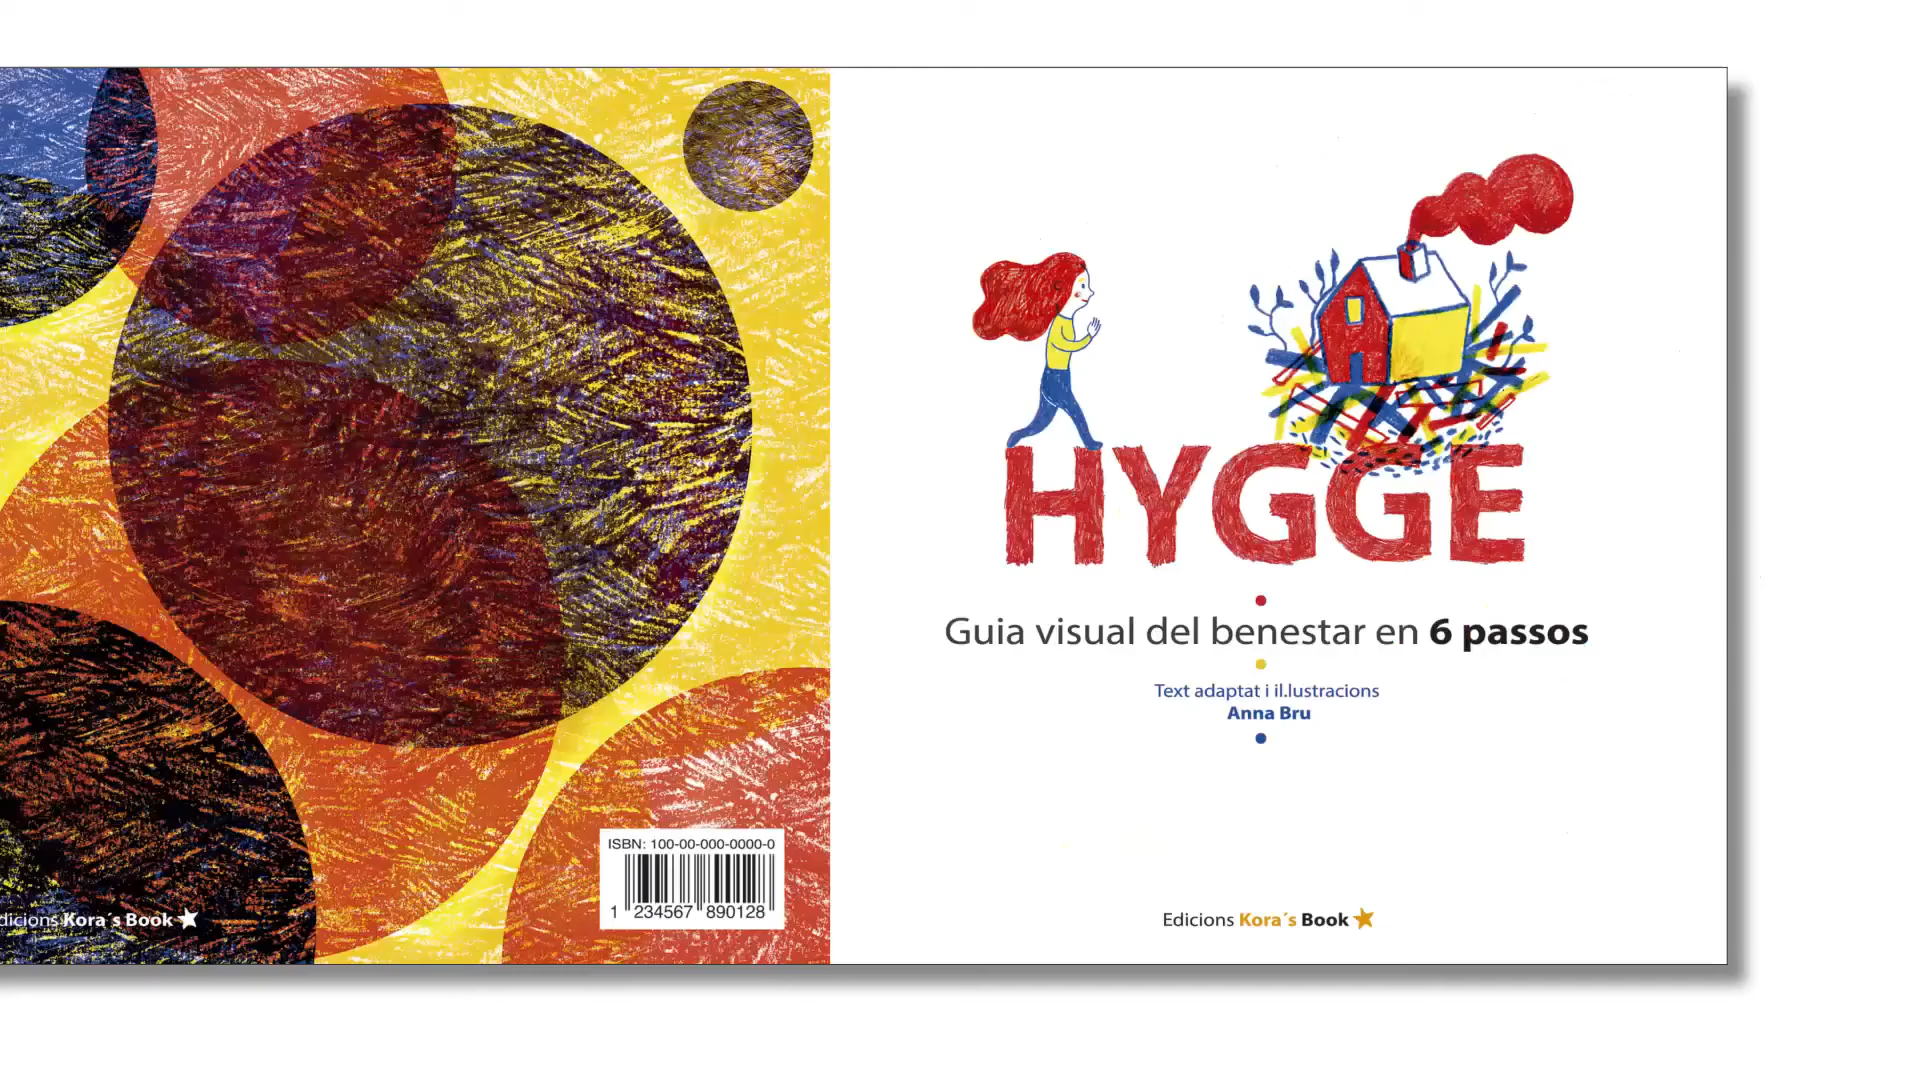 HYGGE
Guia visual del benestar en 6 passos
Text adaptat i il.lustracions
Anna Bru
Edicions Kora´s Book
ISBN: 100-00-000-0000-0
1 234567 890128
Kora´s Book